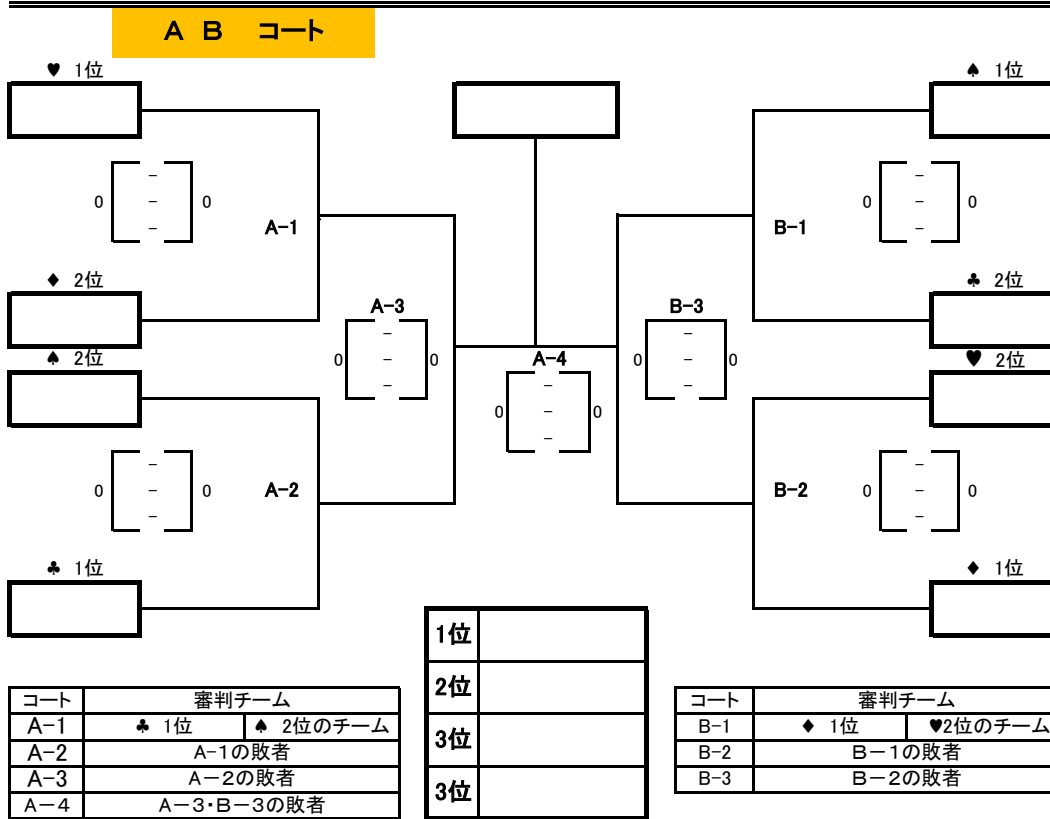 A B コート
♥ 1位
♠ 1位
-
0 - 0
-
A-1
B-1
-
0 - 0
-
♦ 2位
♣ 2位
A-3
B-3
-
0 - 0
-
-
0 - 0
-
♠ 2位
♥ 2位
A-4
-
0 - 0
-
-
0 - 0
-
A-2
B-2
-
0 - 0
-
♣ 1位
♦ 1位
1位
2位
3位
3位
コート 審判チーム
A-1 ♣ 1位 ♠ 2位のチーム
A-2 A-1の敗者
A-3 A-2の敗者
A-4 A-3・B-3の敗者
コート 審判チーム
B-1 ♦ 1位 ♥2位のチーム
B-2 B-1の敗者
B-3 B-2の敗者